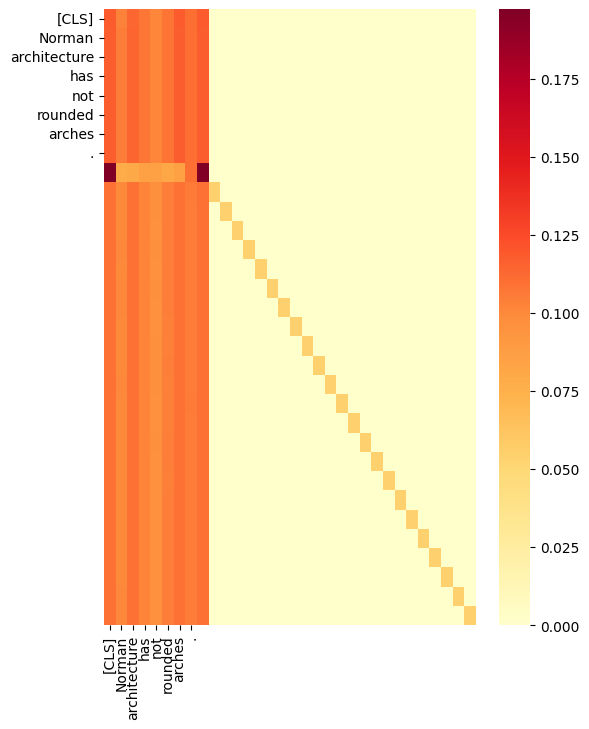 [CLS]
Norman
architecture
has
not
rounded
arches
.
0.175
0.150
0.125
0.100
0.075
0.050
0.025
0.000
[CLS]
Norman
architecture
has
not
rounded
arches
.